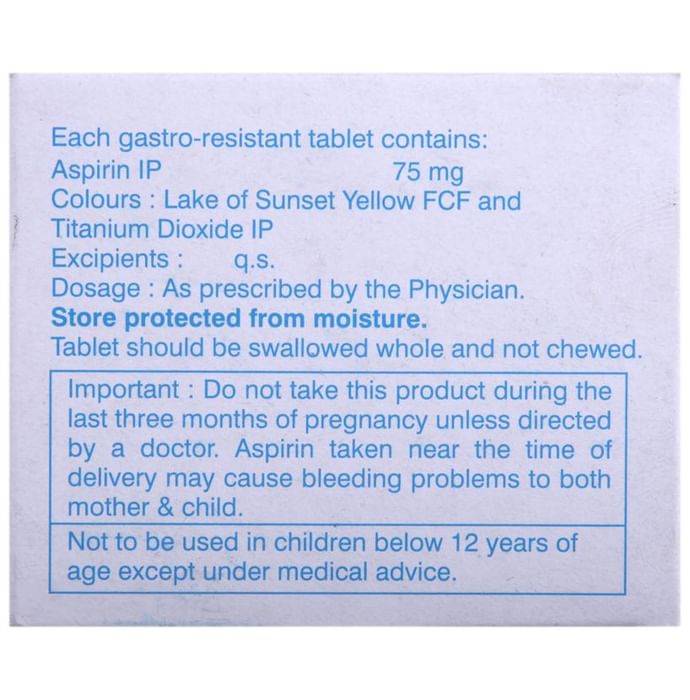 Each gastro-resistant tablet contains:
Aspirin IP 75 mg
Colours : Lake of Sunset Yellow FCF and
Titanium Dioxide IP
Excipients : q.s.
Dosage : As prescribed by the Physician.
Store protected from moisture.
Tablet should be swallowed whole and not chewed.
Important : Do not take this product during the
last three months of pregnancy unless directed
by a doctor. Aspirin taken near the time of
delivery may cause bleeding problems to both
mother & child.
Not to be used in children below 12 years of
age except under medical advice.